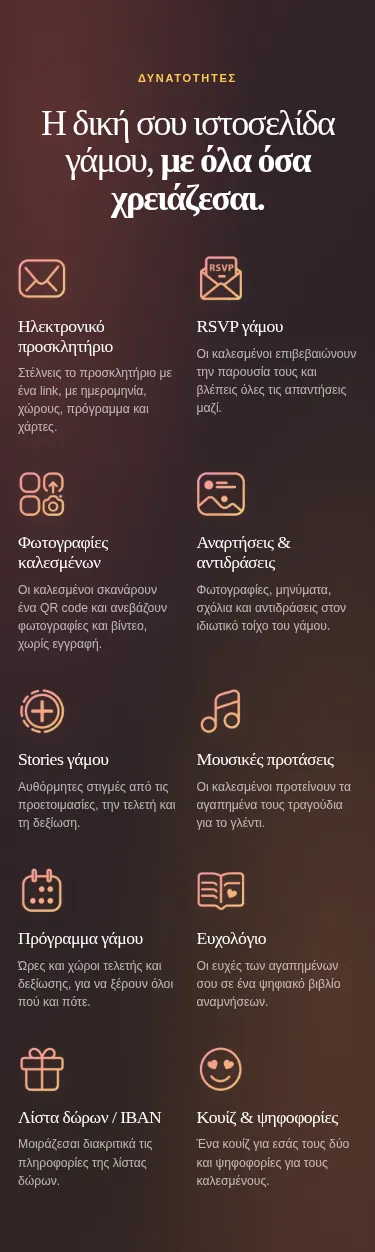 ΔΥΝΑΤΟΤΗΤΕΣ
Η δική σου ιστοσελίδα
γάμου, με όλα όσα
χρειάζεσαι.
Ηλεκτρονικό
προσκλητήριο
Στέλνεις το προσκλητήριο με
ένα link, με ημερομηνία,
χώρους, πρόγραμμα και
χάρτες.
RSVP
RSVP γάμου
Οι καλεσμένοι επιβεβαιώνουν
την παρουσία τους και
βλέπεις όλες τις απαντήσεις
μαζί.
Φωτογραφίες
καλεσμένων
Οι καλεσμένοι σκανάρουν
ένα QR code και ανεβάζουν
φωτογραφίες και βίντεο,
χωρίς εγγραφή.
Αναρτήσεις &
αντιδράσεις
Φωτογραφίες, μηνύματα,
σχόλια και αντιδράσεις στον
ιδιωτικό τοίχο του γάμου.
Stories γάμου
Αυθόρμητες στιγμές από τις
προετοιμασίες, την τελετή και
τη δεξίωση.
Μουσικές προτάσεις
Οι καλεσμένοι προτείνουν τα
αγαπημένα τους τραγούδια
για το γλέντι.
Πρόγραμμα γάμου
Ώρες και χώροι τελετής και
δεξίωσης, για να ξέρουν όλοι
πού και πότε.
Ευχολόγιο
Οι ευχές των αγαπημένων
σου σε ένα ψηφιακό βιβλίο
αναμνήσεων.
Λίστα δώρων / IBAN
Μοιράζεσαι διακριτικά τις
πληροφορίες της λίστας
δώρων.
Κουίζ & ψηφοφορίες
Ένα κουίζ για εσάς τους δύο
και ψηφοφορίες για τους
καλεσμένους.